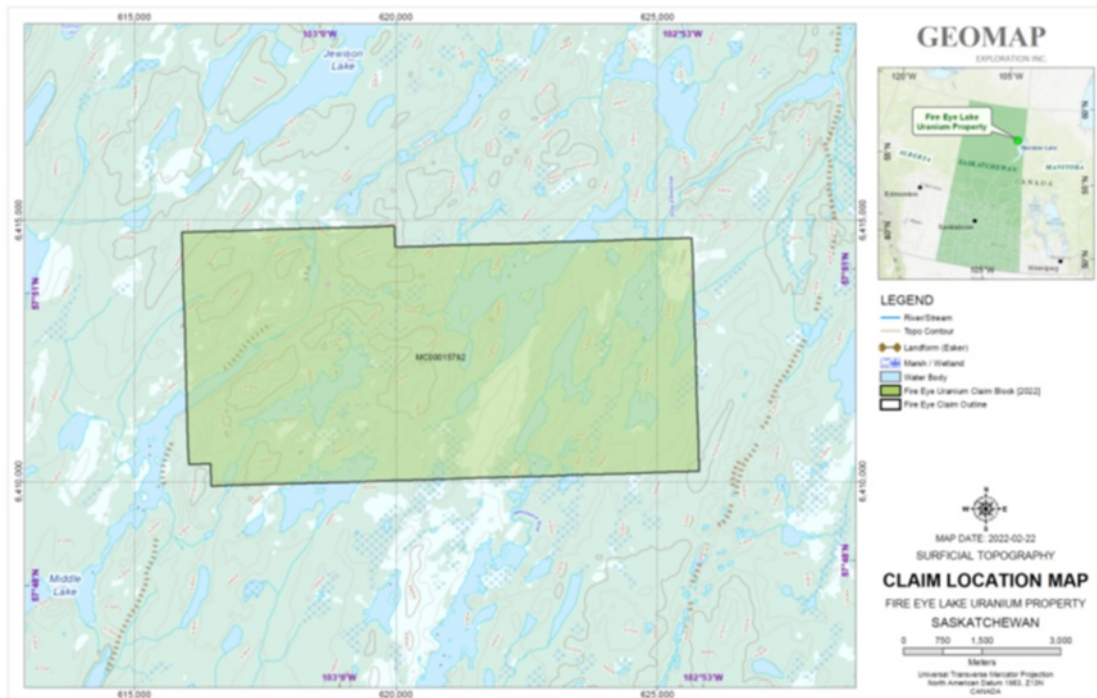 615,000
620,000
625,000
103°0'W
102°53'W
Jewison
Lake
6,415,000
6,415,000
57°51'N
57°51'N
MC00015762
6,410,000
6,410,000
57°48'N
57°48'N
Middle
Lake
103°0'W
102°53'W
615,000
620,000
625,000
GEOMAP
EXPLORATION INC.
120°W
105°W
Fire Eye Lake
Uranium Property
ALBERTA
SASKATCHEWAN
MANITOBA
CANADA
Edmonton
Saskatoon
Winnipeg
105°W
LEGEND
River/Stream
Topo Contour
Landform (Esker)
Marsh / Wetland
Water Body
Fire Eye Uranium Claim Block [2022]
Fire Eye Claim Outline
N
W
E
S
MAP DATE: 2022-02-22
SURFICIAL TOPOGRAPHY
CLAIM LOCATION MAP
FIRE EYE LAKE URANIUM PROPERTY
SASKATCHEWAN
0 750 1,500 3,000
Meters
Universal Transverse Mercator Projection
North American Datum 1983, Z13N
CANADA